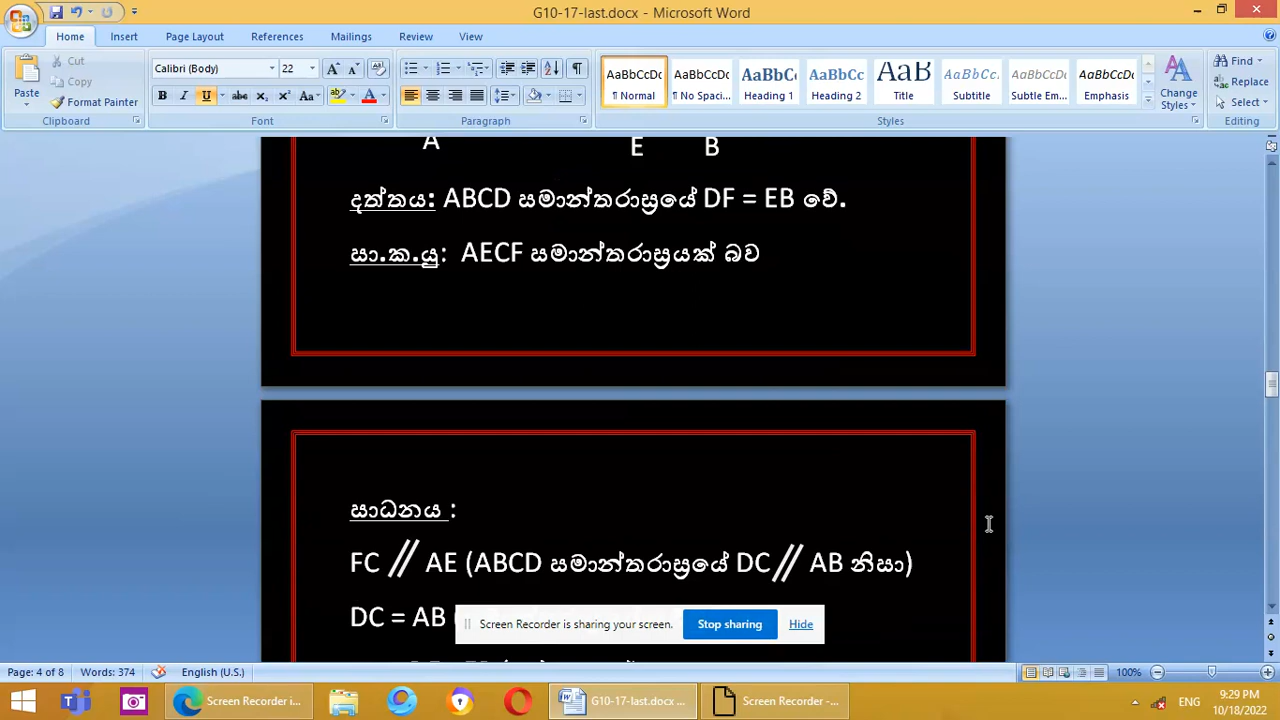 G10-17-last.docx - Microsoft Word
Home Insert Page Layout References Mailings Review View
Paste
Cut
Copy
Format Painter
Clipboard
Calibri (Body) 22
Font
Paragraph
AaBbCcDc AaBbCcDc AaBbCc AaBbCc AaB AaBbCc. AaBbCcDc AaBbCcDc
¶ Normal ¶ No Spaci... Heading 1 Heading 2 Title Subtitle Subtle Em... Emphasis
Styles
Change Styles
Find
Replace
Select
Editing
A E B
දත්තය: ABCD සමාන්තරාස්‍රයේ DF = EB වේ.
සා.ක.යු: AECF සමාන්තරාස්‍රයක් බව
සාධනය :
FC // AE (ABCD සමාන්තරාස්‍රයේ DC // AB නිසා)
DC = AB
Screen Recorder is sharing your screen. Stop sharing Hide
Page: 4 of 8 Words: 374 English (U.S.) 100%
Screen Recorder i... G10-17-last.docx ... Screen Recorder -... ENG 9:29 PM
10/18/2022